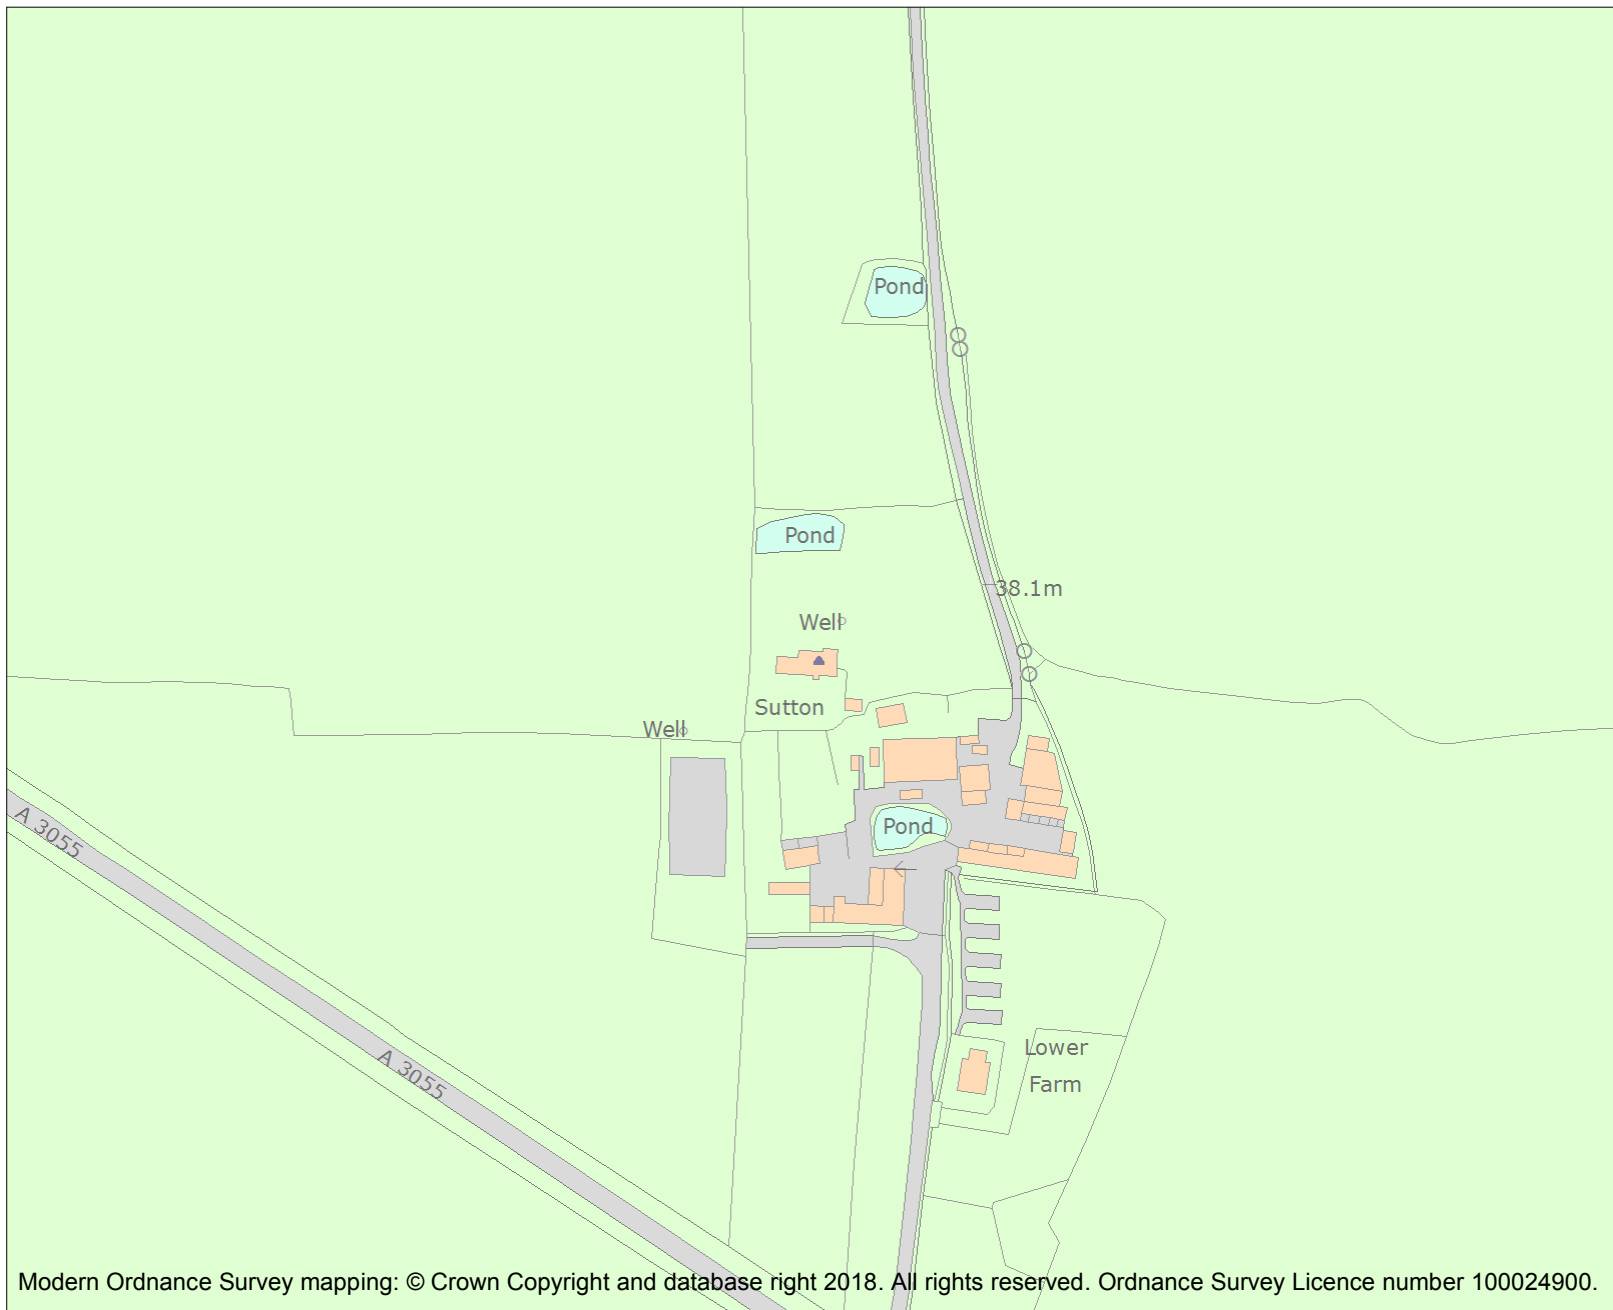 Pond
Pond
38.1m
Well
Sutton
Well
A 3055
Pond
Lower
Farm
A 3055
Modern Ordnance Survey mapping: © Crown Copyright and database right 2018. All rights reserved. Ordnance Survey Licence number 100024900.